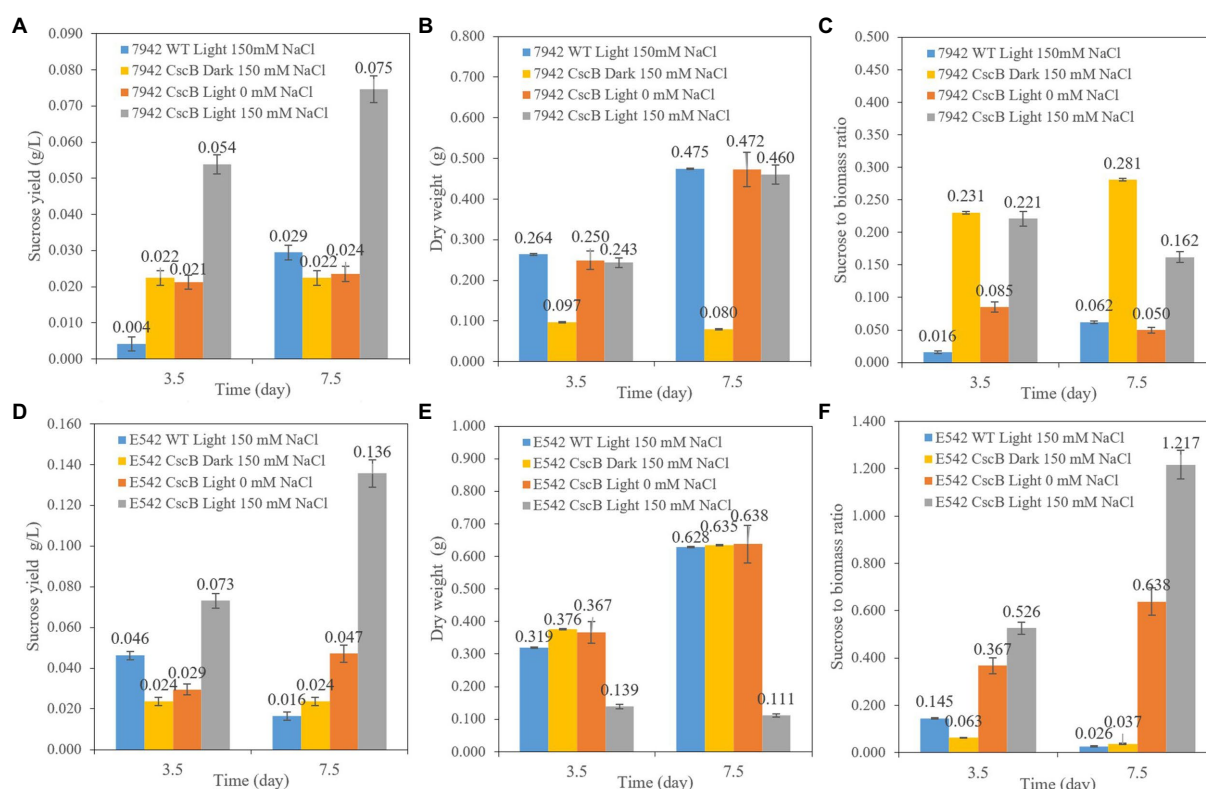 A
Sucrose yield (g/L)
0.090
0.080
0.070
0.060
0.050
0.040
0.030
0.020
0.010
0.000
7942 WT Light 150mM NaCl
7942 CscB Dark 150 mM NaCl
7942 CscB Light 0 mM NaCl
7942 CscB Light 150 mM NaCl
0.004
0.022
0.021
0.054
0.029
0.022
0.024
0.075
3.5
7.5
Time (day)
B
Dry weight (g)
0.800
0.700
0.600
0.500
0.400
0.300
0.200
0.100
0.000
7942 WT Light 150mM NaCl
7942 CscB Dark 150 mM NaCl
7942 CscB Light 0 mM NaCl
7942 CscB Light 150 mM NaCl
0.264
0.097
0.250
0.243
0.475
0.080
0.472
0.460
3.5
7.5
Time (day)
C
Sucrose to biomass ratio
0.500
0.450
0.400
0.350
0.300
0.250
0.200
0.150
0.100
0.050
0.000
7942 WT Light 150mM NaCl
7942 CscB Dark 150 mM NaCl
7942 CscB Light 0 mM NaCl
7942 CscB Light 150 mM NaCl
0.016
0.231
0.085
0.221
0.062
0.281
0.050
0.162
3.5
7.5
Time (day)
D
Sucrose yield g/L)
0.160
0.140
0.120
0.100
0.080
0.060
0.040
0.020
0.000
E542 WT Light 150 mM NaCl
E542 CscB Dark 150 mM NaCl
E542 CscB Light 0 mM NaCl
E542 CscB Light 150 mM NaCl
0.046
0.024
0.029
0.073
0.016
0.024
0.047
0.136
3.5
7.5
Time (day)
E
Dry weight (g)
1.000
0.900
0.800
0.700
0.600
0.500
0.400
0.300
0.200
0.100
0.000
E542 WT Light 150 mM NaCl
E542 CscB Dark 150 mM NaCl
E542 CscB Light 0 mM NaCl
E542 CscB Light 150 mM NaCl
0.319
0.376
0.367
0.139
0.628
0.635
0.638
0.111
3.5
7.5
Time (day)
F
Sucrose to biomass ratio
1.400
1.200
1.000
0.800
0.600
0.400
0.200
0.000
E542 WT Light 150 mM NaCl
E542 CscB Dark 150 mM NaCl
E542 CscB Light 0 mM NaCl
E542 CscB Light 150 mM NaCl
0.145
0.063
0.367
0.526
0.026
0.037
0.638
1.217
3.5
7.5
Time (day)